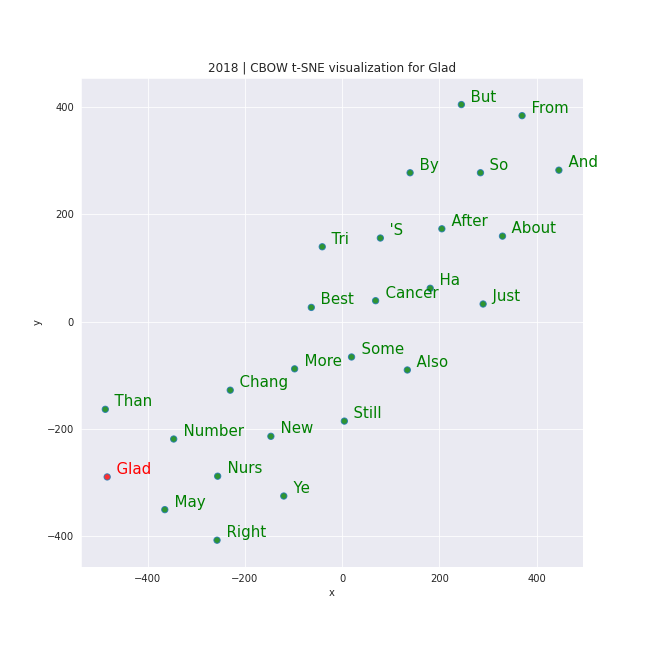 2018 | CBOW t-SNE visualization for Glad
But
From
By
So
And
After
About
'S
Tri
Ha
Cancer
Best
Just
Some
More
Also
Chang
Than
Still
Number
New
Glad
Nurs
Ye
May
Right
400
200
0
−200
−400
y
−400
−200
0
200
400
x